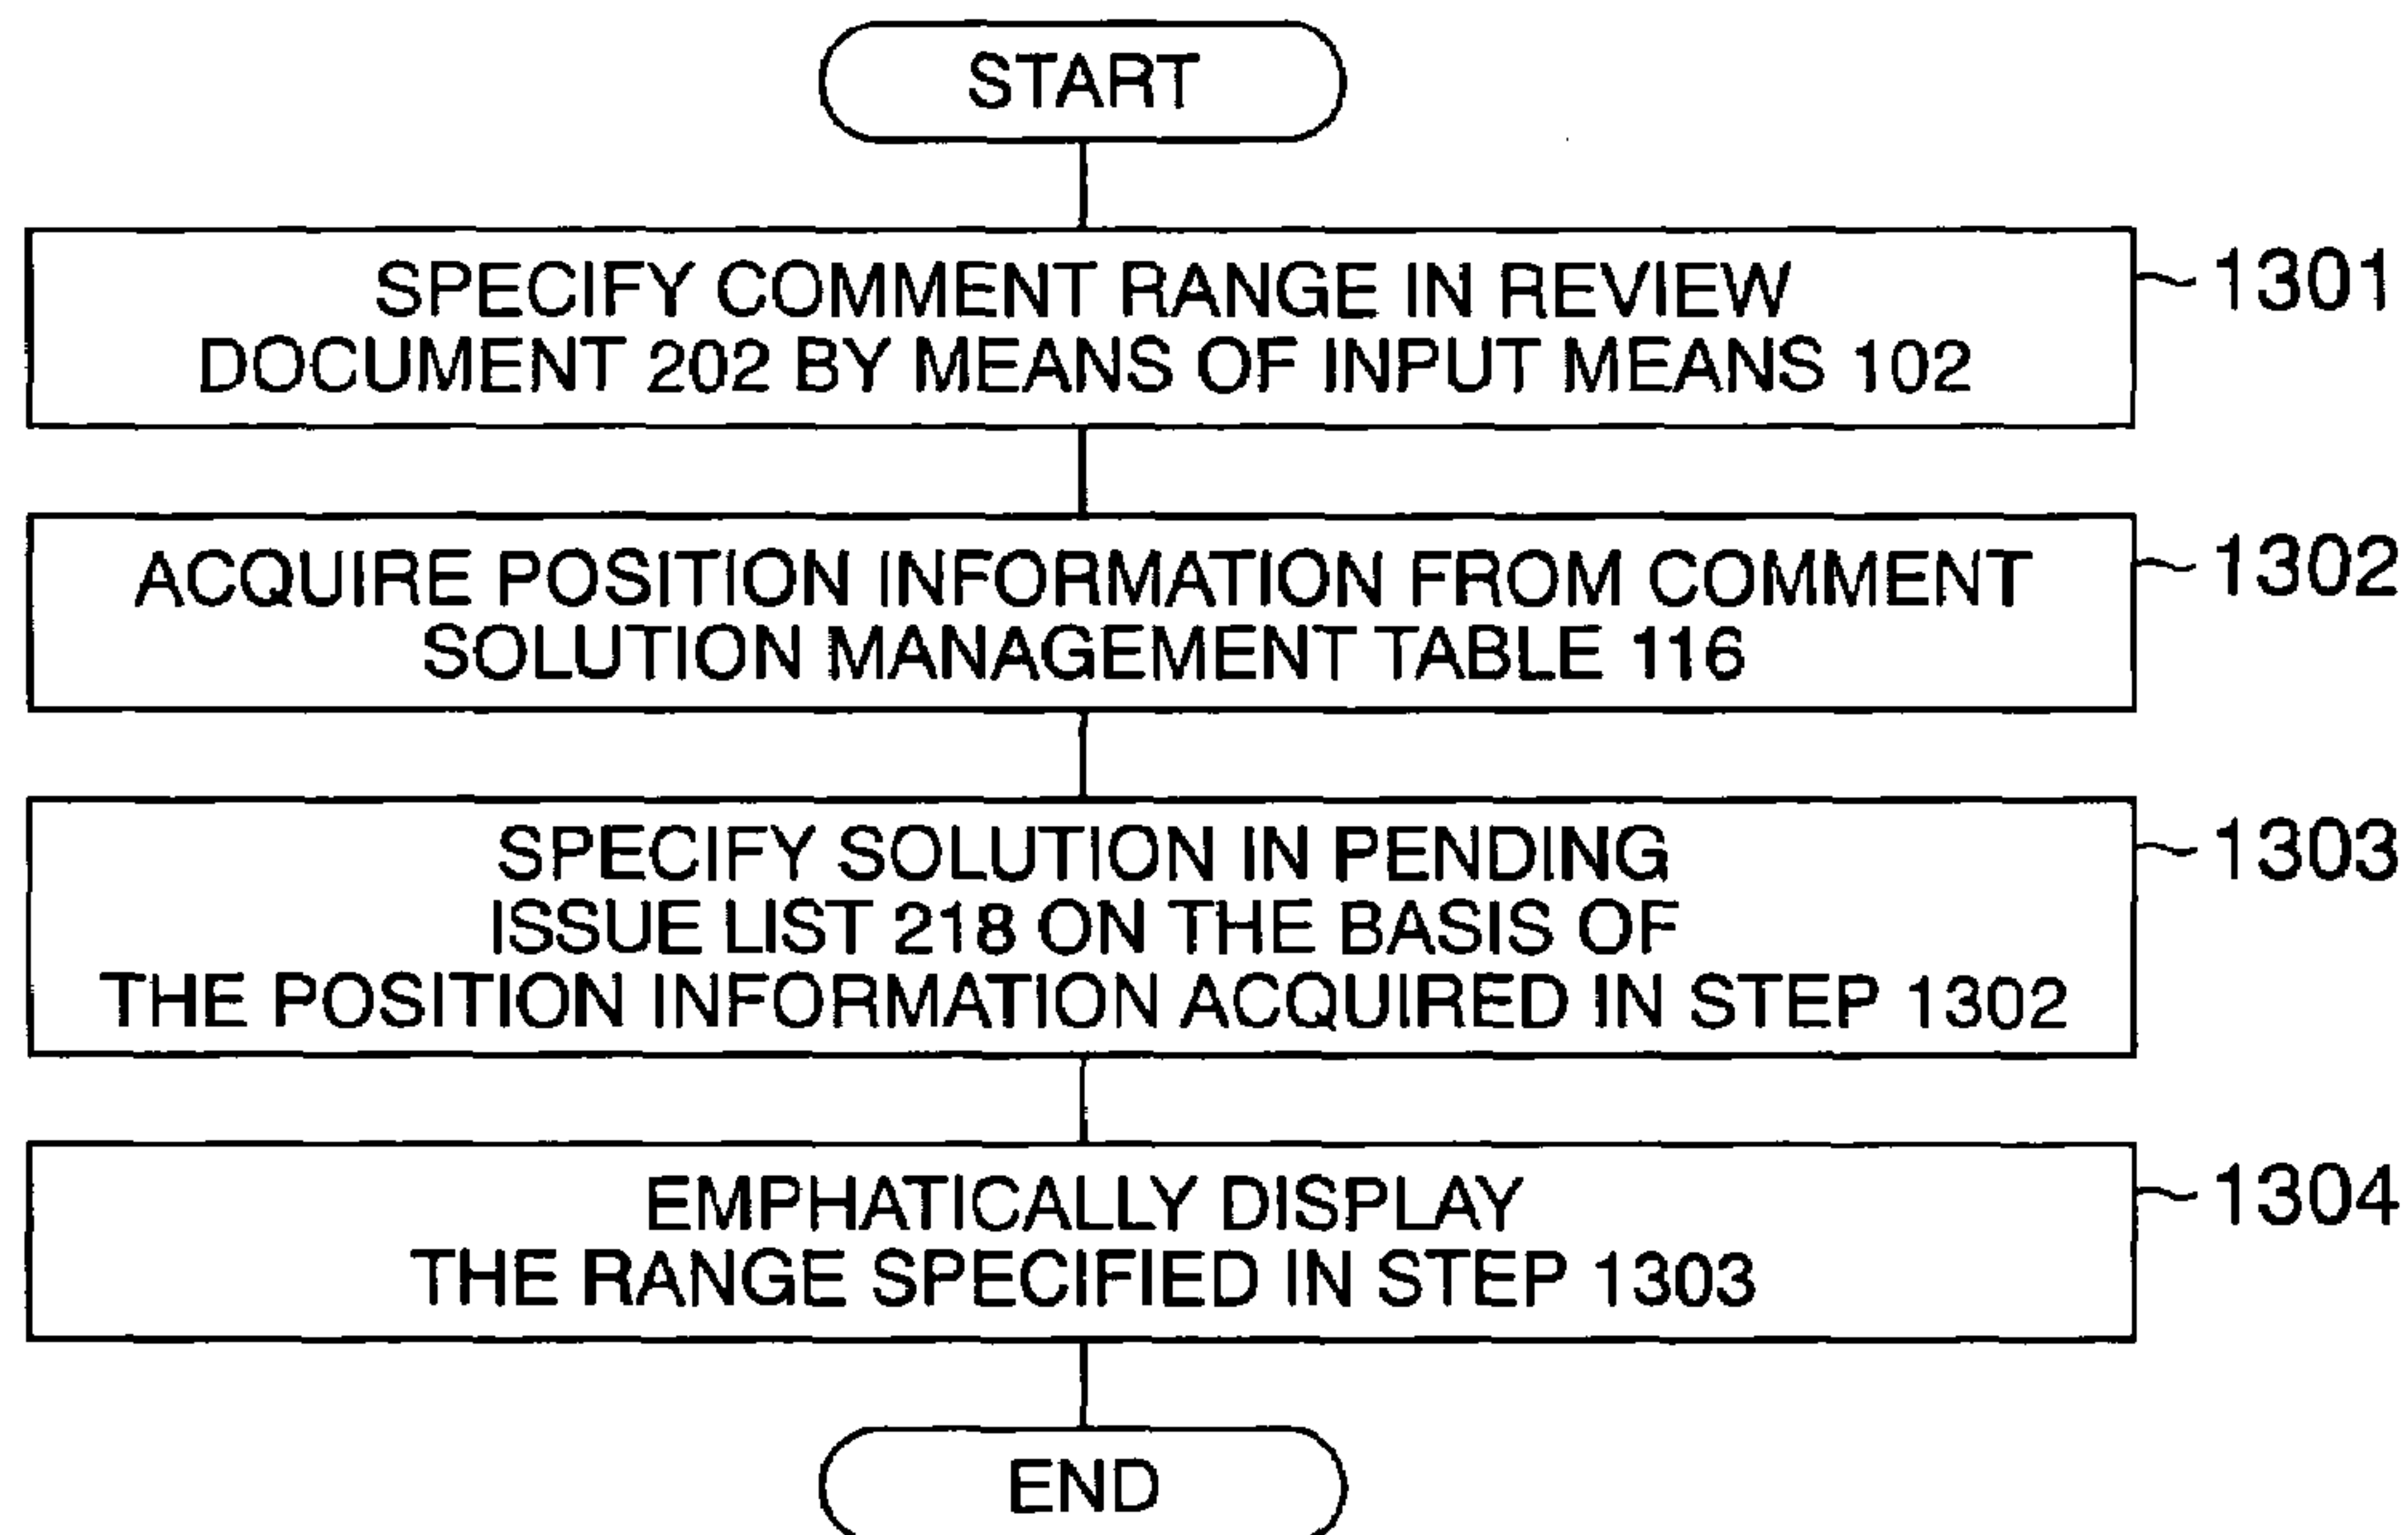 START
SPECIFY COMMENT RANGE IN REVIEW
DOCUMENT 202 BY MEANS OF INPUT MEANS 102
1301
ACQUIRE POSITION INFORMATION FROM COMMENT
SOLUTION MANAGEMENT TABLE 116
1302
SPECIFY SOLUTION IN PENDING
ISSUE LIST 218 ON THE BASIS OF
THE POSITION INFORMATION ACQUIRED IN STEP 1302
1303
EMPHATICALLY DISPLAY
THE RANGE SPECIFIED IN STEP 1303
1304
END